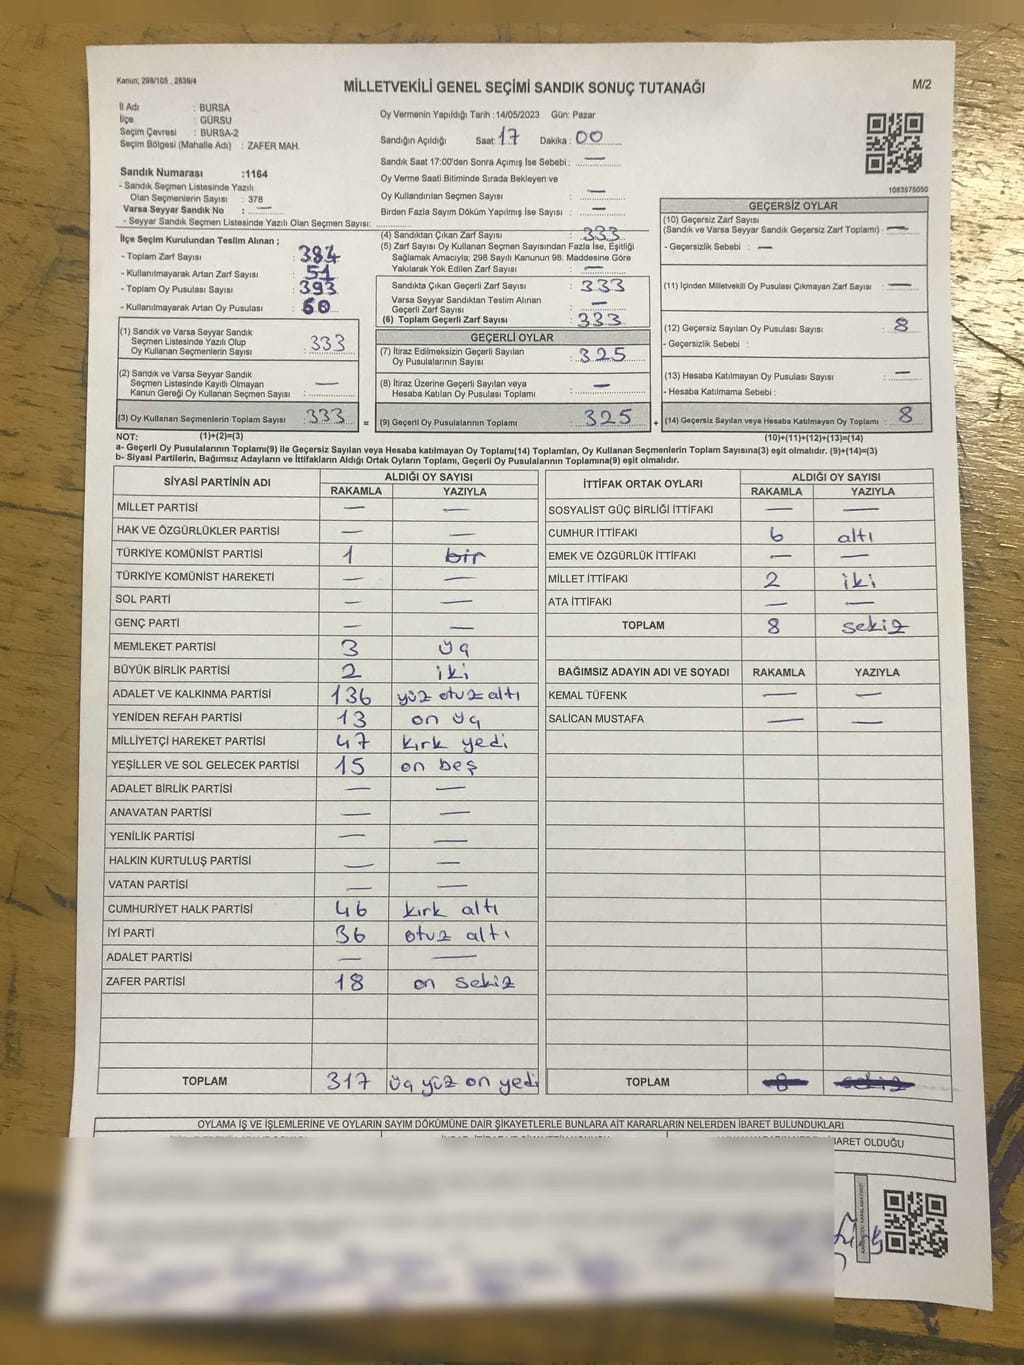 Kanun; 298/105 , 2839/4
MİLLETVEKİLİ GENEL SEÇİMİ SANDIK SONUÇ TUTANAĞI
M/2
İl Adı : BURSA
İlçe : GÜRSU
Seçim Çevresi : BURSA-2
Seçim Bölgesi (Mahalle Adı) : ZAFER MAH.
Oy Vermenin Yapıldığı Tarih :14/05/2023 Gün: Pazar
Sandığın Açıldığı Saat: 17 Dakika : 00
Sandık Saat 17:00'den Sonra Açımış İse Sebebi : —
Sandık Numarası :1164
- Sandık Seçmen Listesinde Yazılı
Olan Seçmenlerin Sayısı : 378
Varsa Seyyar Sandık No : —
- Seyyar Sandık Seçmen Listesinde Yazılı Olan Seçmen Sayısı:
Oy Verme Saati Bitiminde Sırada Bekleyen ve
Oy Kullandırılan Seçmen Sayısı : —
Birden Fazla Sayım Döküm Yapılmış İse Sayısı : —
1083575050
İlçe Seçim Kurulundan Teslim Alınan ;
- Toplam Zarf Sayısı : 384
- Kullanılmayarak Artan Zarf Sayısı : 51
- Toplam Oy Pusulası Sayısı : 393
- Kullanılmayarak Artan Oy Pusulası : 60
(1) Sandık ve Varsa Seyyar Sandık
Seçmen Listesinde Yazılı Olup
Oy Kullanan Seçmenlerin Sayısı : 333
(2) Sandık ve Varsa Seyyar Sandık
Seçmen Listesinde Kayıtlı Olmayan
Kanun Gereği Oy Kullanan Seçmen Sayısı : —
(3) Oy Kullanan Seçmenlerin Toplam Sayısı : 333
(4) Sandıktan Çıkan Zarf Sayısı : 333
(5) Zarf Sayısı Oy Kullanan Seçmen Sayısından Fazla İse, Eşitliği
Sağlamak Amacıyla; 298 Sayılı Kanunun 98. Maddesine Göre
Yakılarak Yok Edilen Zarf Sayısı : —
Sandıkta Çıkan Geçerli Zarf Sayısı : 333
Varsa Seyyar Sandıktan Teslim Alınan
Geçerli Zarf Sayısı : —
(6) Toplam Geçerli Zarf Sayısı : 333
GEÇERLİ OYLAR
(7) İtiraz Edilmeksizin Geçerli Sayılan
Oy Pusulalarının Sayısı : 325
(8) İtiraz Üzerine Geçerli Sayılan veya
Hesaba Katılan Oy Pusulası Toplamı : —
= (9) Geçerli Oy Pusulalarının Toplamı : 325
GEÇERSİZ OYLAR
(10) Geçersiz Zarf Sayısı
(Sandık ve Varsa Seyyar Sandık Geçersiz Zarf Toplamı) : —
- Geçersizlik Sebebi : —
(11) İçinden Milletvekili Oy Pusulası Çıkmayan Zarf Sayısı : —
(12) Geçersiz Sayılan Oy Pusulası Sayısı : 8
- Geçersizlik Sebebi :
(13) Hesaba Katılmayan Oy Pusulası Sayısı : —
- Hesaba Katılmama Sebebi :
+ (14) Geçersiz Sayılan veya Hesaba Katılmayan Oy Toplamı : 8
NOT: (1)+(2)=(3)
(10)+(11)+(12)+(13)=(14)
a- Geçerli Oy Pusulalarının Toplamı(9) ile Geçersiz Sayılan veya Hesaba katılmayan Oy Toplamı(14) Toplamları, Oy Kullanan Seçmenlerin Toplam Sayısına(3) eşit olmalıdır. (9)+(14)=(3)
b- Siyasi Partilerin, Bağımsız Adayların ve İttifakların Aldığı Ortak Oyların Toplamı, Geçerli Oy Pusulalarının Toplamına(9) eşit olmalıdır.
SİYASİ PARTİNİN ADI ALDIĞI OY SAYISI
RAKAMLA YAZIYLA
MİLLET PARTİSİ — —
HAK VE ÖZGÜRLÜKLER PARTİSİ — —
TÜRKİYE KOMÜNİST PARTİSİ 1 bir
TÜRKİYE KOMÜNİST HAREKETİ — —
SOL PARTİ — —
GENÇ PARTİ — —
MEMLEKET PARTİSİ 3 üç
BÜYÜK BİRLİK PARTİSİ 2 iki
ADALET VE KALKINMA PARTİSİ 136 yüz otuz altı
YENİDEN REFAH PARTİSİ 13 on üç
MİLLİYETÇİ HAREKET PARTİSİ 47 kırk yedi
YEŞİLLER VE SOL GELECEK PARTİSİ 15 on beş
ADALET BİRLİK PARTİSİ — —
ANAVATAN PARTİSİ — —
YENİLİK PARTİSİ — —
HALKIN KURTULUŞ PARTİSİ — —
VATAN PARTİSİ — —
CUMHURİYET HALK PARTİSİ 46 kırk altı
İYİ PARTİ 36 otuz altı
ADALET PARTİSİ — —
ZAFER PARTİSİ 18 on sekiz
TOPLAM 317 üç yüz on yedi
İTTİFAK ORTAK OYLARI ALDIĞI OY SAYISI
RAKAMLA YAZIYLA
SOSYALİST GÜÇ BİRLİĞİ İTTİFAKI — —
CUMHUR İTTİFAKI 6 altı
EMEK VE ÖZGÜRLÜK İTTİFAKI — —
MİLLET İTTİFAKI 2 iki
ATA İTTİFAKI — —
TOPLAM 8 sekiz
BAĞIMSIZ ADAYIN ADI VE SOYADI RAKAMLA YAZIYLA
KEMAL TÜFENK — —
SALİCAN MUSTAFA — —
TOPLAM 8 sekiz
OYLAMA İŞ VE İŞLEMLERİNE VE OYLARIN SAYIM DÖKÜMÜNE DAİR ŞİKAYETLERLE BUNLARA AİT KARARLARIN NELERDEN İBARET BULUNDUKLARI
İBARET OLDUĞU